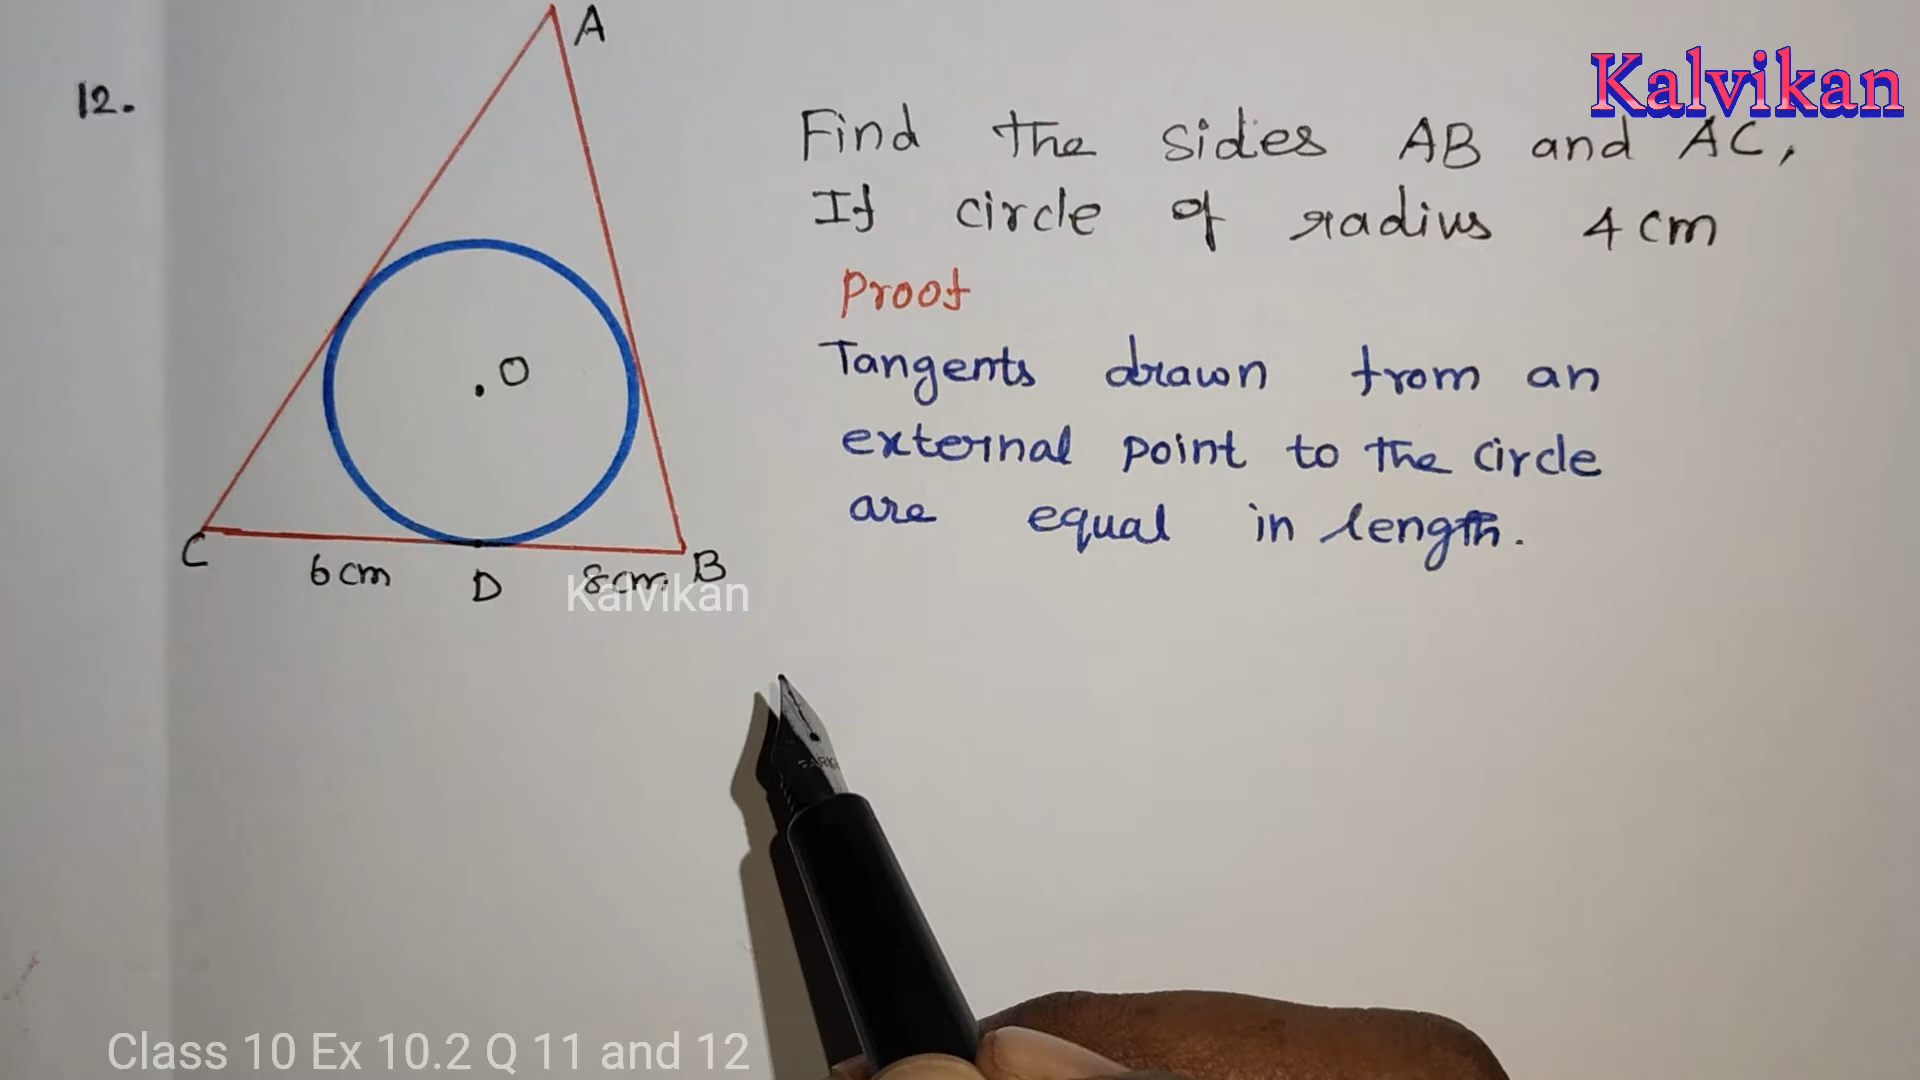 A
12.
Kalvikan
Find the sides AB and AC,
If circle of radius 4 cm
Proof
Tangents drawn from an
external point to the circle
are equal in length.
O
C
6cm
D
8cm
B
Kalvikan
Class 10 Ex 10.2 Q 11 and 12